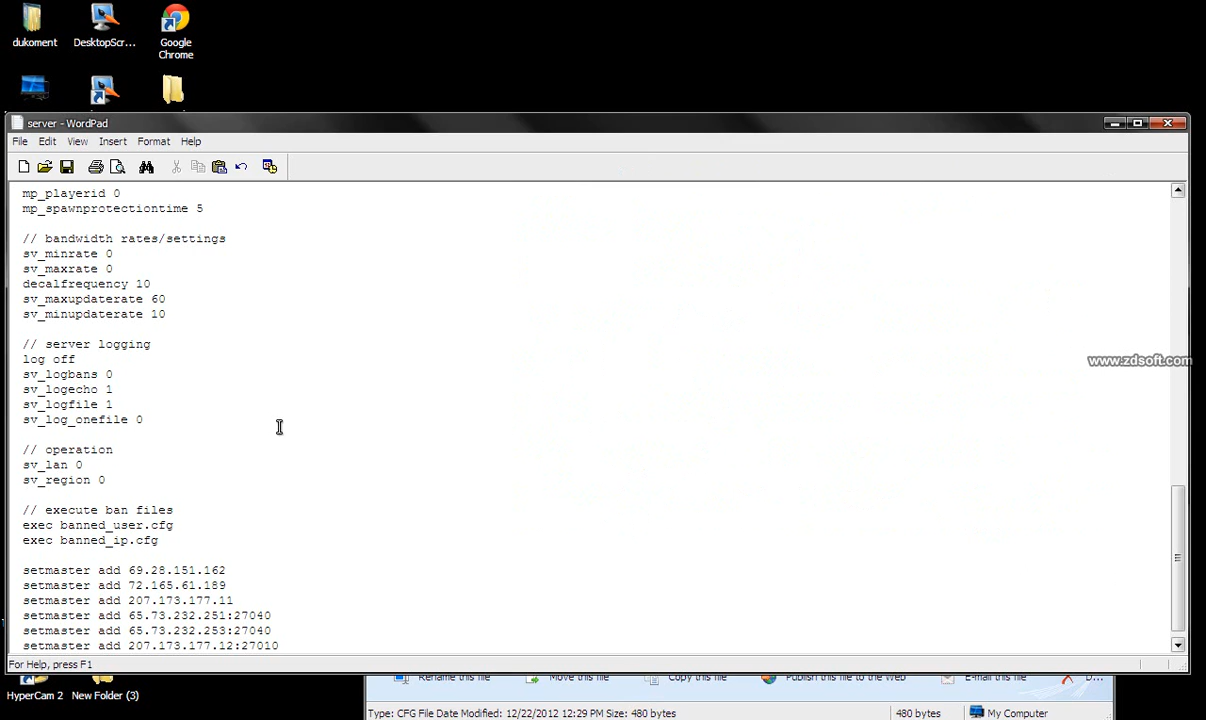 dukoment
DesktopScr...
Google Chrome
server - WordPad
File Edit View Insert Format Help
mp_playerid 0
mp_spawnprotectiontime 5
// bandwidth rates/settings
sv_minrate 0
sv_maxrate 0
decalfrequency 10
sv_maxupdaterate 60
sv_minupdaterate 10
// server logging
log off
sv_logbans 0
sv_logecho 1
sv_logfile 1
sv_log_onefile 0
www.zdsoft.com
// operation
sv_lan 0
sv_region 0
// execute ban files
exec banned_user.cfg
exec banned_ip.cfg
setmaster add 69.28.151.162
setmaster add 72.165.61.189
setmaster add 207.173.177.11
setmaster add 65.73.232.251:27040
setmaster add 65.73.232.253:27040
setmaster add 207.173.177.12:27010
For Help, press F1
HyperCam 2
New Folder (3)
Rename this file Move this file Copy this file Publish this file to the Web E-mail this file D...
Type: CFG File Date Modified: 12/22/2012 12:29 PM Size: 480 bytes 480 bytes My Computer